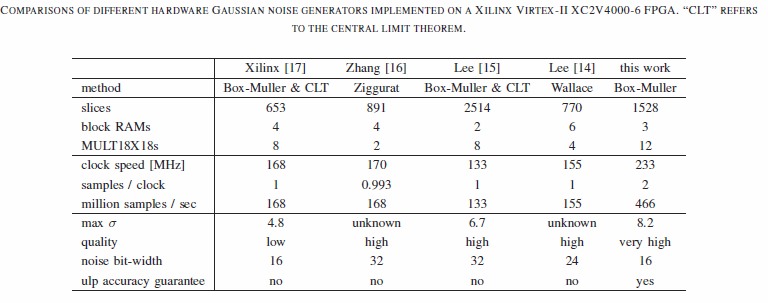 COMPARISONS OF DIFFERENT HARDWARE GAUSSIAN NOISE GENERATORS IMPLEMENTED ON A XILINX VIRTEX-II XC2V4000-6 FPGA. “CLT” REFERS
TO THE CENTRAL LIMIT THEOREM.
Xilinx [17] Zhang [16] Lee [15] Lee [14] this work
method Box-Muller & CLT Ziggurat Box-Muller & CLT Wallace Box-Muller
slices 653 891 2514 770 1528
block RAMs 4 4 2 6 3
MULT18X18s 8 2 8 4 12
clock speed [MHz] 168 170 133 155 233
samples / clock 1 0.993 1 1 2
million samples / sec 168 168 133 155 466
max σ 4.8 unknown 6.7 unknown 8.2
quality low high high high very high
noise bit-width 16 32 32 24 16
ulp accuracy guarantee no no no no yes